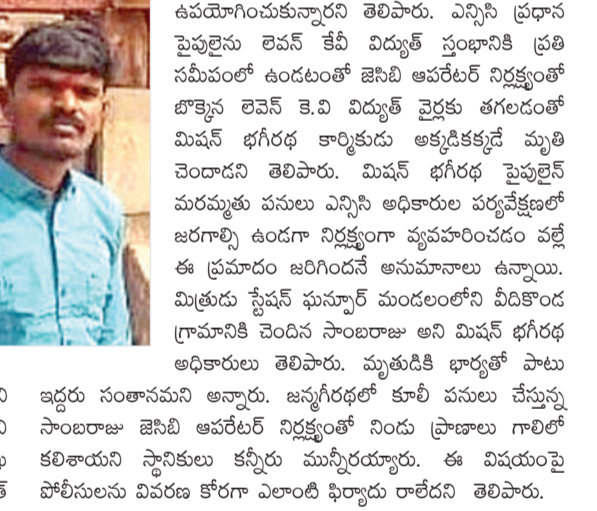 ఉపయోగించుకున్నారని తెలిపారు. ఎన్సిసి ప్రధాన
పైపులైను లెవన్ కేవీ విద్యుత్ స్తంభానికి ప్రతి
సమీపంలో ఉండటంతో జెసిబి ఆపరేటర్ నిర్లక్ష్యంతో
బొక్కెన లెవెన్ కె.వి విద్యుత్ వైర్లకు తగలడంతో
మిషన్ భగీరథ కార్మికుడు అక్కడికక్కడే మృతి
చెందాడని తెలిపారు. మిషన్ భగీరథ పైపులైన్
మరమ్మతు పనులు ఎన్సిసి అధికారుల పర్యవేక్షణలో
జరగాల్సి ఉండగా నిర్లక్ష్యంగా వ్యవహరించడం వల్లే
ఈ ప్రమాదం జరిగిందనే అనుమానాలు ఉన్నాయి.
మిత్రుడు స్టేషన్ ఘన్పూర్ మండలంలోని వీదికొండ
గ్రామానికి చెందిన సాంబరాజు అని మిషన్ భగీరథ
అధికారులు తెలిపారు. మృతుడికి భార్యతో పాటు
ఇద్దరు సంతానమని అన్నారు. జన్మగీరథలో కూలీ పనులు చేస్తున్న
సాంబరాజు జెసిబి ఆపరేటర్ నిర్లక్ష్యంతో నిండు ప్రాణాలు గాలిలో
కలిశాయని స్థానికులు కన్నీరు మున్నీరయ్యారు. ఈ విషయంపై
పోలీసులను వివరణ కోరగా ఎలాంటి ఫిర్యాదు రాలేదని తెలిపారు.